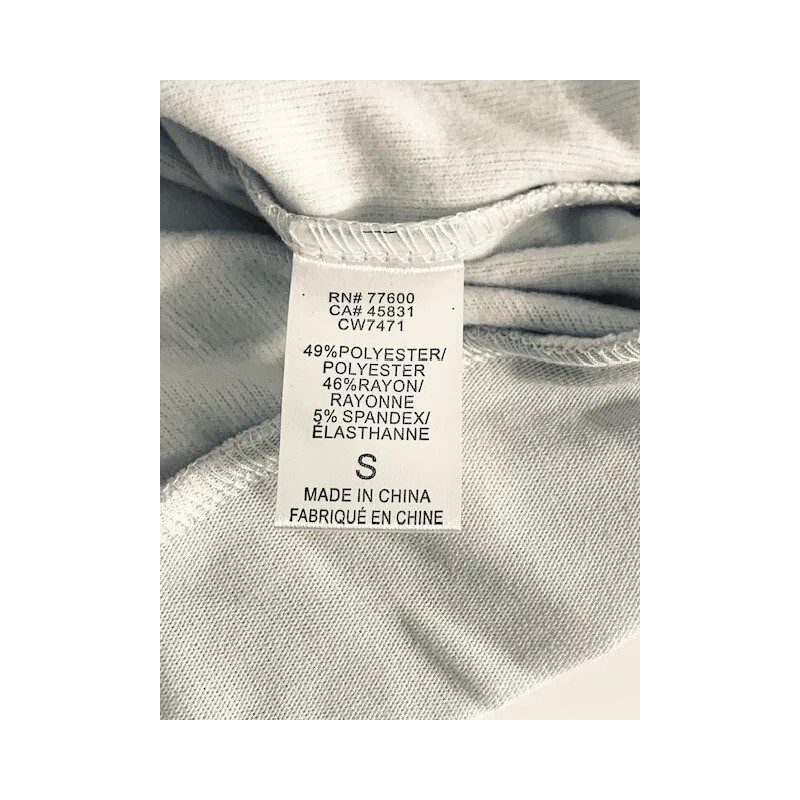 RN# 77600
CA# 45831
CW7471
49%POLYESTER/
POLYESTER
46%RAYON/
RAYONNE
5% SPANDEX/
ÉLASTHANNE
S
MADE IN CHINA
FABRIQUÉ EN CHINE